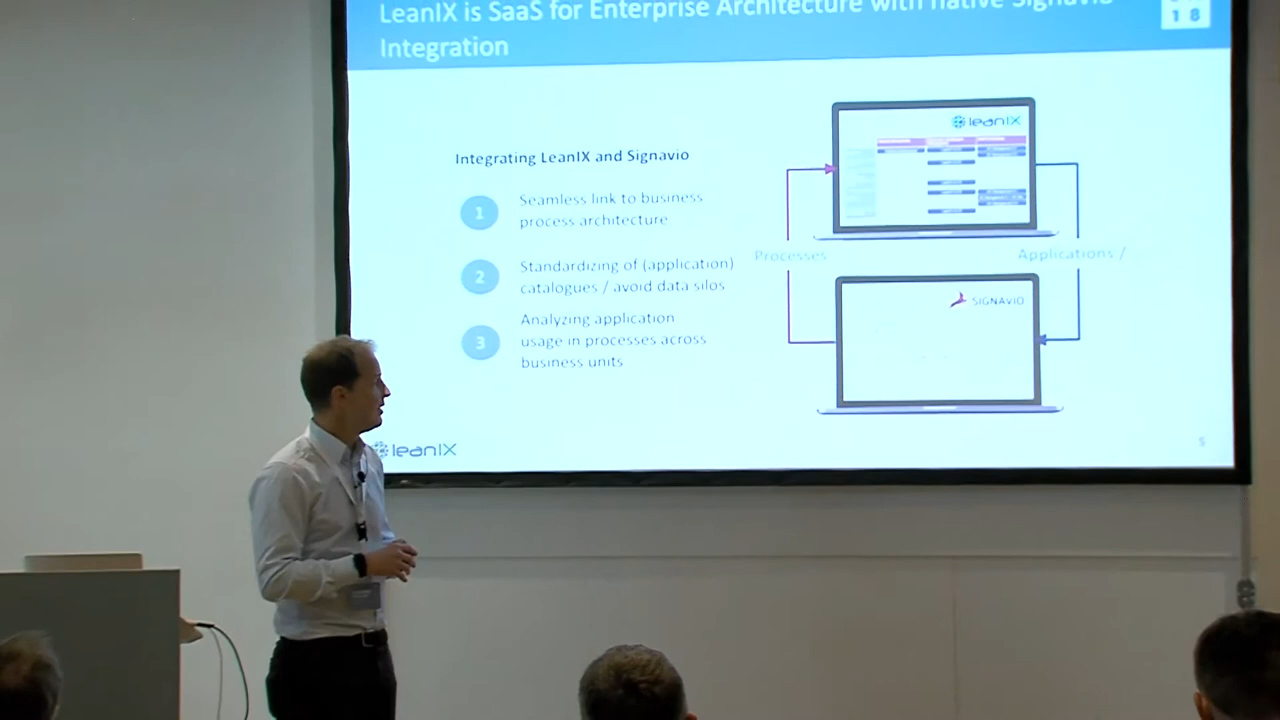 LeanIX is SaaS for Enterprise Architecture with native Signavio
Integration
18
Integrating LeanIX and Signavio
1
Seamless link to business
process architecture
2
Standardizing of (application)
catalogues / avoid data silos
3
Analyzing application
usage in processes across
business units
leanIX
Processes
Applications /
SIGNAVIO
leanIX
5